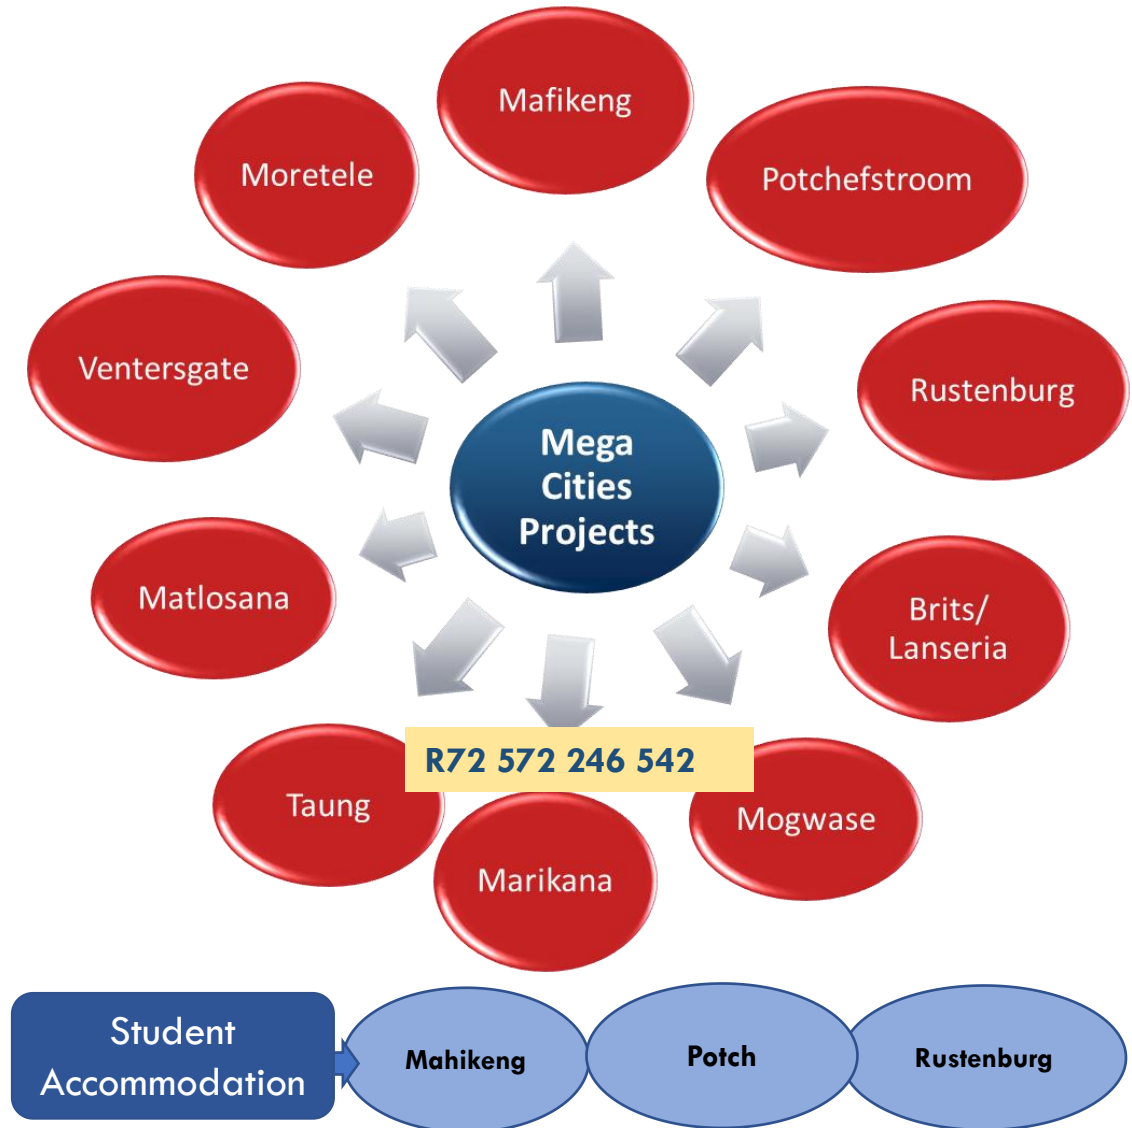 Mafikeng
Moretele
Potchefstroom
Ventersgate
Rustenburg
Mega
Cities
Projects
Matlosana
Brits/
Lanseria
R72 572 246 542
Taung
Mogwase
Marikana
Student
Accommodation
Mahikeng
Potch
Rustenburg